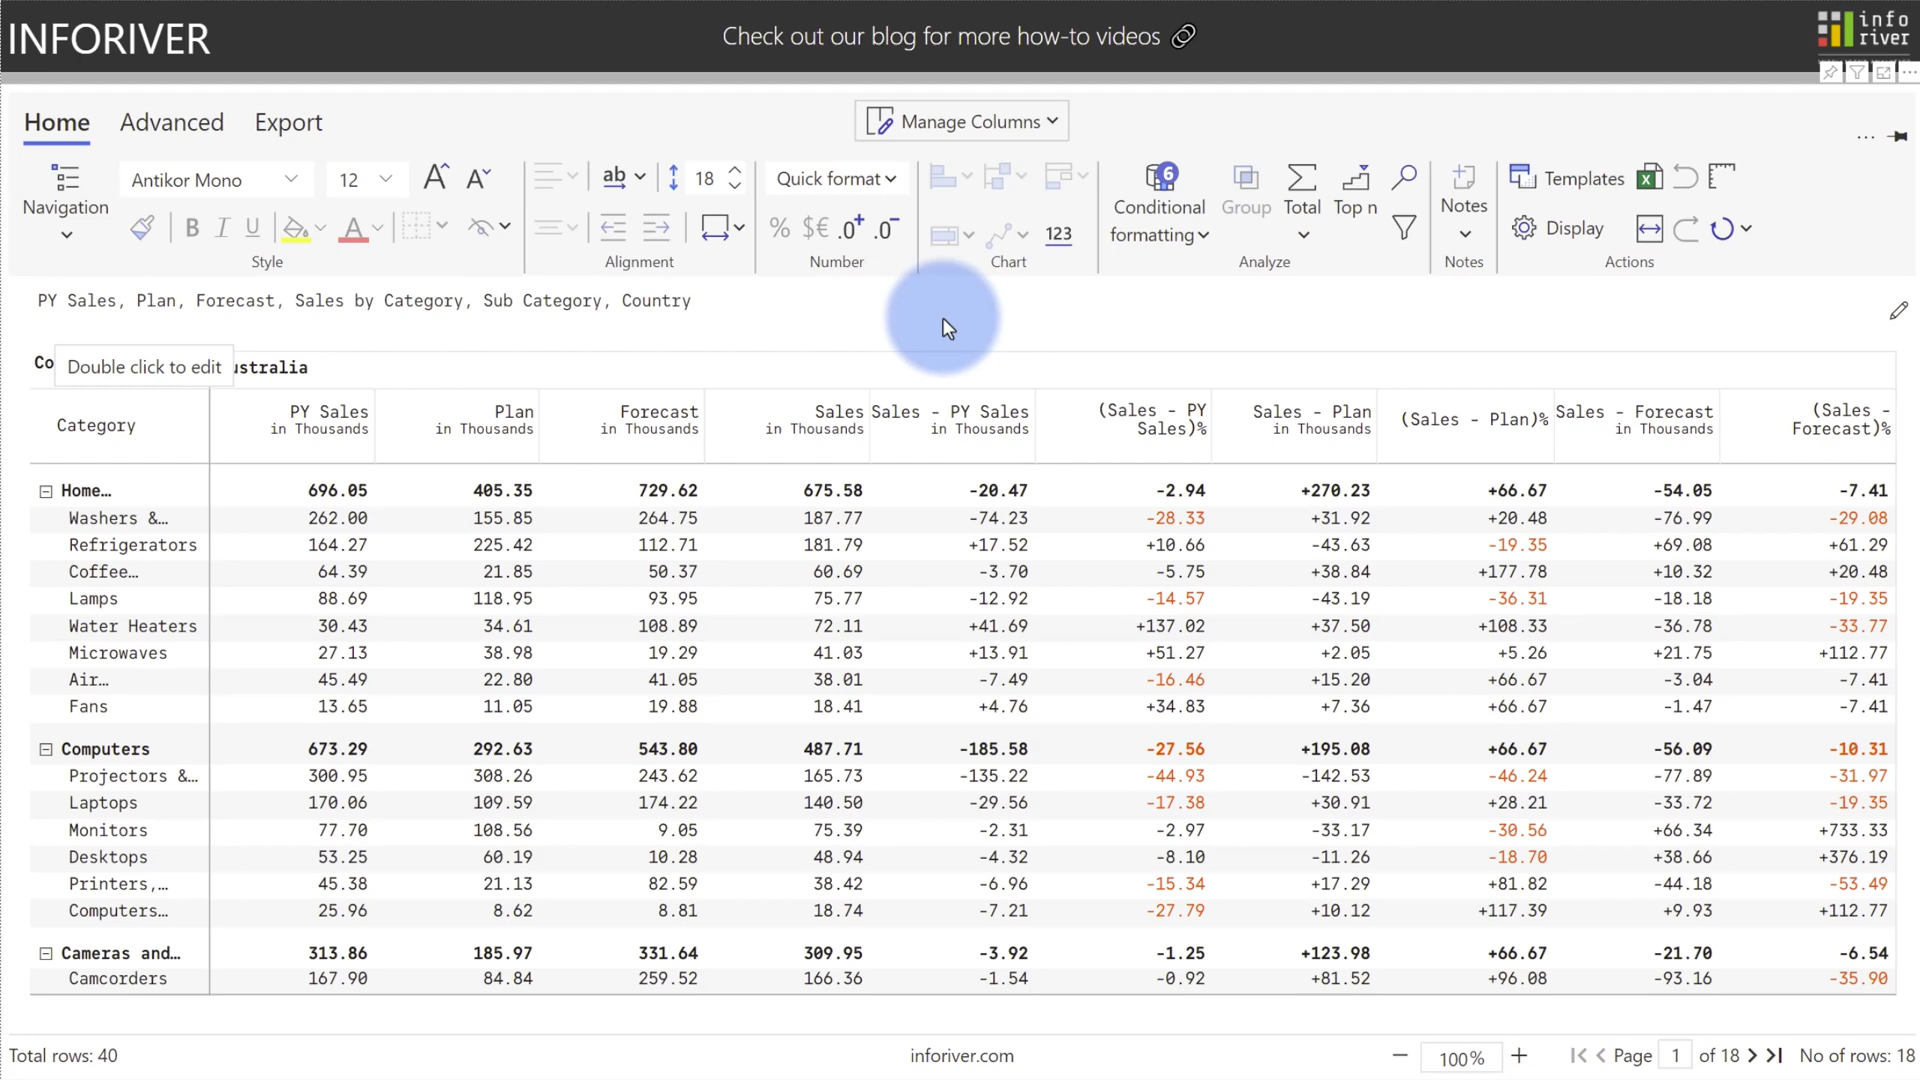 INFORIVER
Check out our blog for more how-to videos
info
river
Home Advanced Export
Manage Columns
Navigation
Antikor Mono 12
B I U
Style
ab 18
Alignment
Quick format
% $€ .0+ .0-
Number
123
Chart
6
Conditional
formatting
Group Total Top n
Analyze
Notes
Notes
Templates
Display
Actions
PY Sales, Plan, Forecast, Sales by Category, Sub Category, Country
Co
Double click to edit
ustralia
Category
PY Sales
in Thousands
Plan
in Thousands
Forecast
in Thousands
Sales
in Thousands
Sales - PY Sales
in Thousands
(Sales - PY
Sales)%
Sales - Plan
in Thousands
(Sales - Plan)%
Sales - Forecast
in Thousands
(Sales -
Forecast)%
Home… 696.05 405.35 729.62 675.58 -20.47 -2.94 +270.23 +66.67 -54.05 -7.41
Washers &… 262.00 155.85 264.75 187.77 -74.23 -28.33 +31.92 +20.48 -76.99 -29.08
Refrigerators 164.27 225.42 112.71 181.79 +17.52 +10.66 -43.63 -19.35 +69.08 +61.29
Coffee… 64.39 21.85 50.37 60.69 -3.70 -5.75 +38.84 +177.78 +10.32 +20.48
Lamps 88.69 118.95 93.95 75.77 -12.92 -14.57 -43.19 -36.31 -18.18 -19.35
Water Heaters 30.43 34.61 108.89 72.11 +41.69 +137.02 +37.50 +108.33 -36.78 -33.77
Microwaves 27.13 38.98 19.29 41.03 +13.91 +51.27 +2.05 +5.26 +21.75 +112.77
Air… 45.49 22.80 41.05 38.01 -7.49 -16.46 +15.20 +66.67 -3.04 -7.41
Fans 13.65 11.05 19.88 18.41 +4.76 +34.83 +7.36 +66.67 -1.47 -7.41
Computers 673.29 292.63 543.80 487.71 -185.58 -27.56 +195.08 +66.67 -56.09 -10.31
Projectors &… 300.95 308.26 243.62 165.73 -135.22 -44.93 -142.53 -46.24 -77.89 -31.97
Laptops 170.06 109.59 174.22 140.50 -29.56 -17.38 +30.91 +28.21 -33.72 -19.35
Monitors 77.70 108.56 9.05 75.39 -2.31 -2.97 -33.17 -30.56 +66.34 +733.33
Desktops 53.25 60.19 10.28 48.94 -4.32 -8.10 -11.26 -18.70 +38.66 +376.19
Printers,… 45.38 21.13 82.59 38.42 -6.96 -15.34 +17.29 +81.82 -44.18 -53.49
Computers… 25.96 8.62 8.81 18.74 -7.21 -27.79 +10.12 +117.39 +9.93 +112.77
Cameras and… 313.86 185.97 331.64 309.95 -3.92 -1.25 +123.98 +66.67 -21.70 -6.54
Camcorders 167.90 84.84 259.52 166.36 -1.54 -0.92 +81.52 +96.08 -93.16 -35.90
Total rows: 40
inforiver.com
100%
Page 1 of 18
No of rows: 18